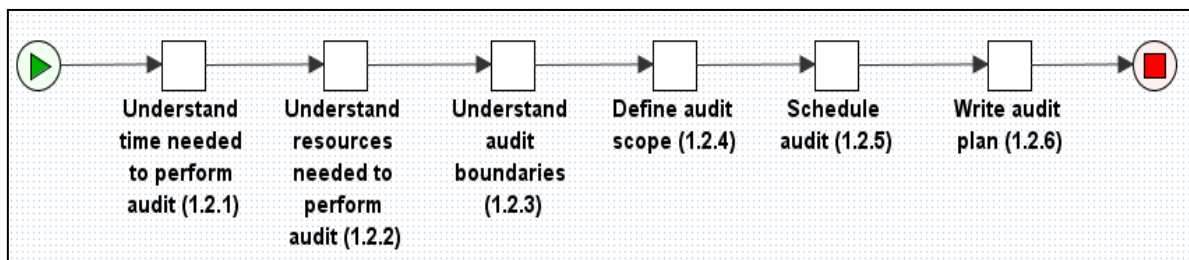 Understand
time needed
to perform
audit (1.2.1)
Understand
resources
needed to
perform
audit (1.2.2)
Understand
audit
boundaries
(1.2.3)
Define audit
scope (1.2.4)
Schedule
audit (1.2.5)
Write audit
plan (1.2.6)